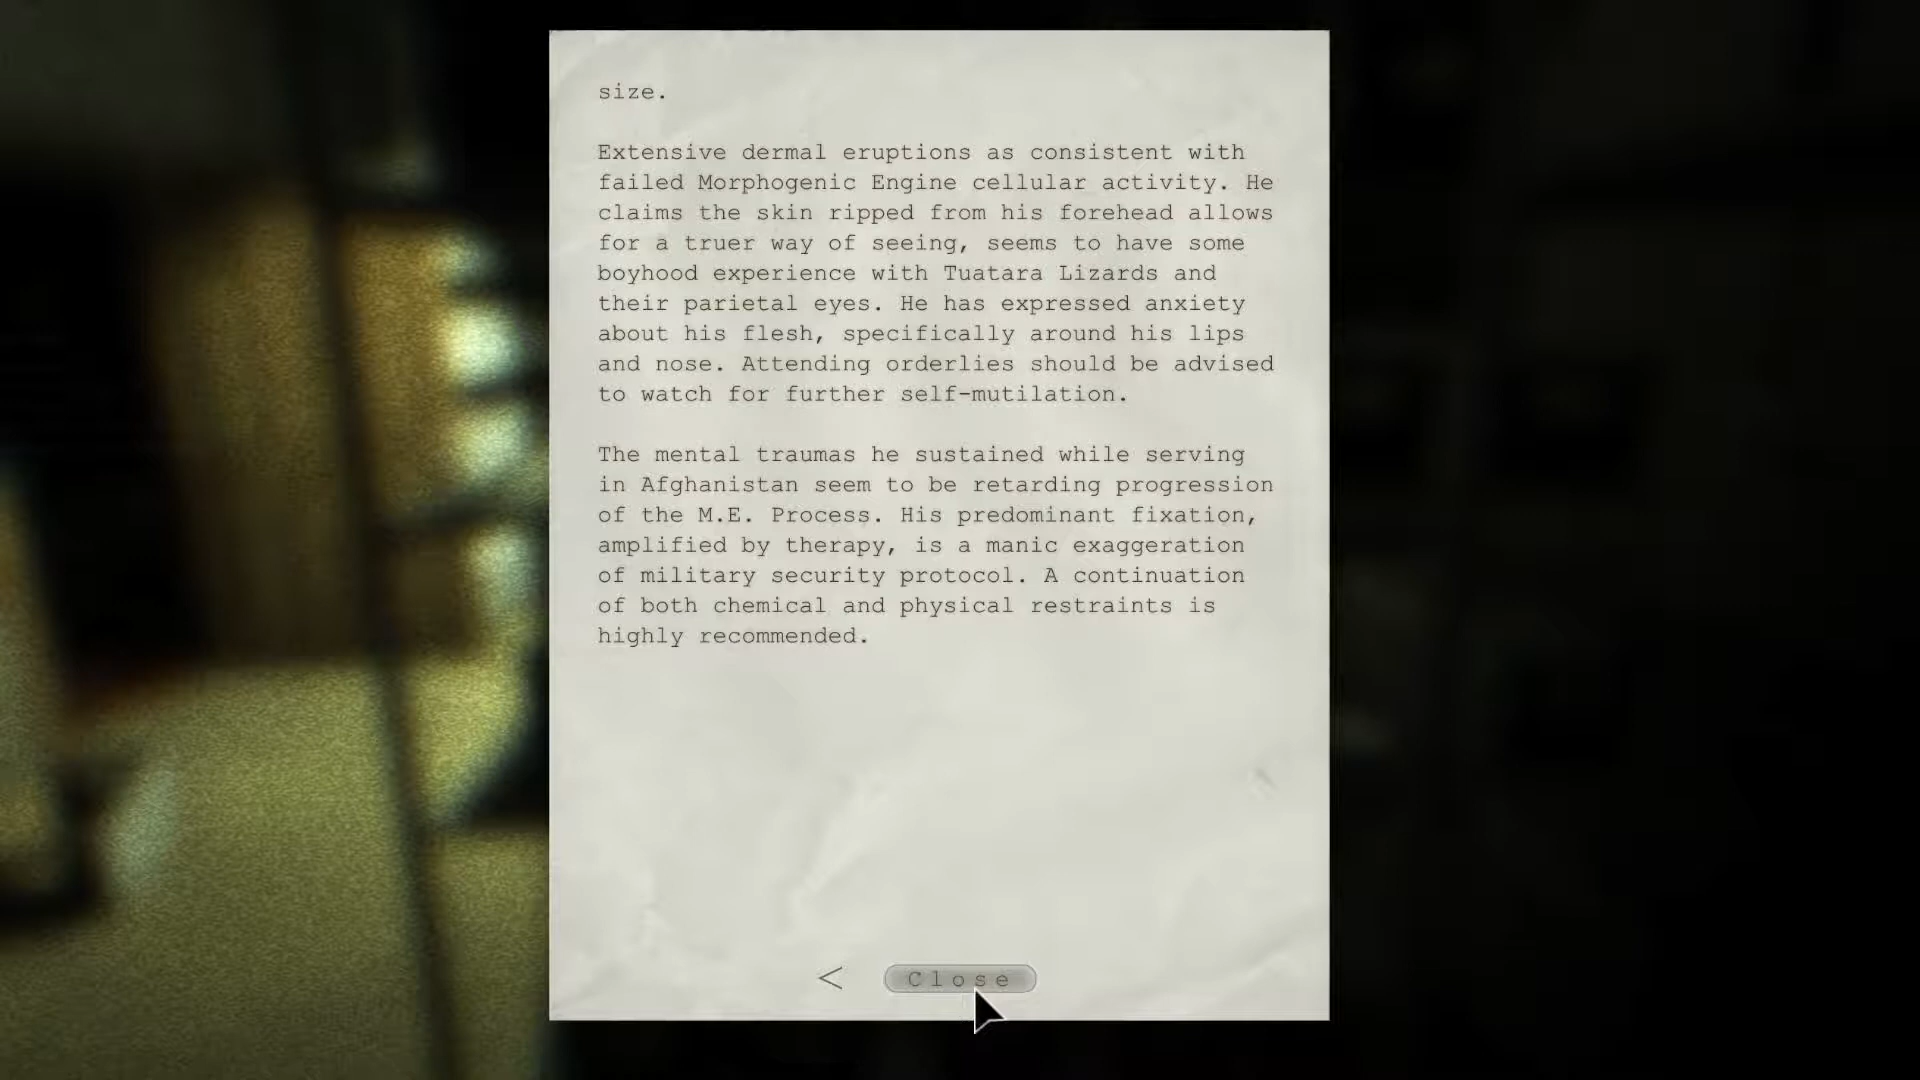 size.
Extensive dermal eruptions as consistent with
failed Morphogenic Engine cellular activity. He
claims the skin ripped from his forehead allows
for a truer way of seeing, seems to have some
boyhood experience with Tuatara Lizards and
their parietal eyes. He has expressed anxiety
about his flesh, specifically around his lips
and nose. Attending orderlies should be advised
to watch for further self-mutilation.
The mental traumas he sustained while serving
in Afghanistan seem to be retarding progression
of the M.E. Process. His predominant fixation,
amplified by therapy, is a manic exaggeration
of military security protocol. A continuation
of both chemical and physical restraints is
highly recommended.
< Close